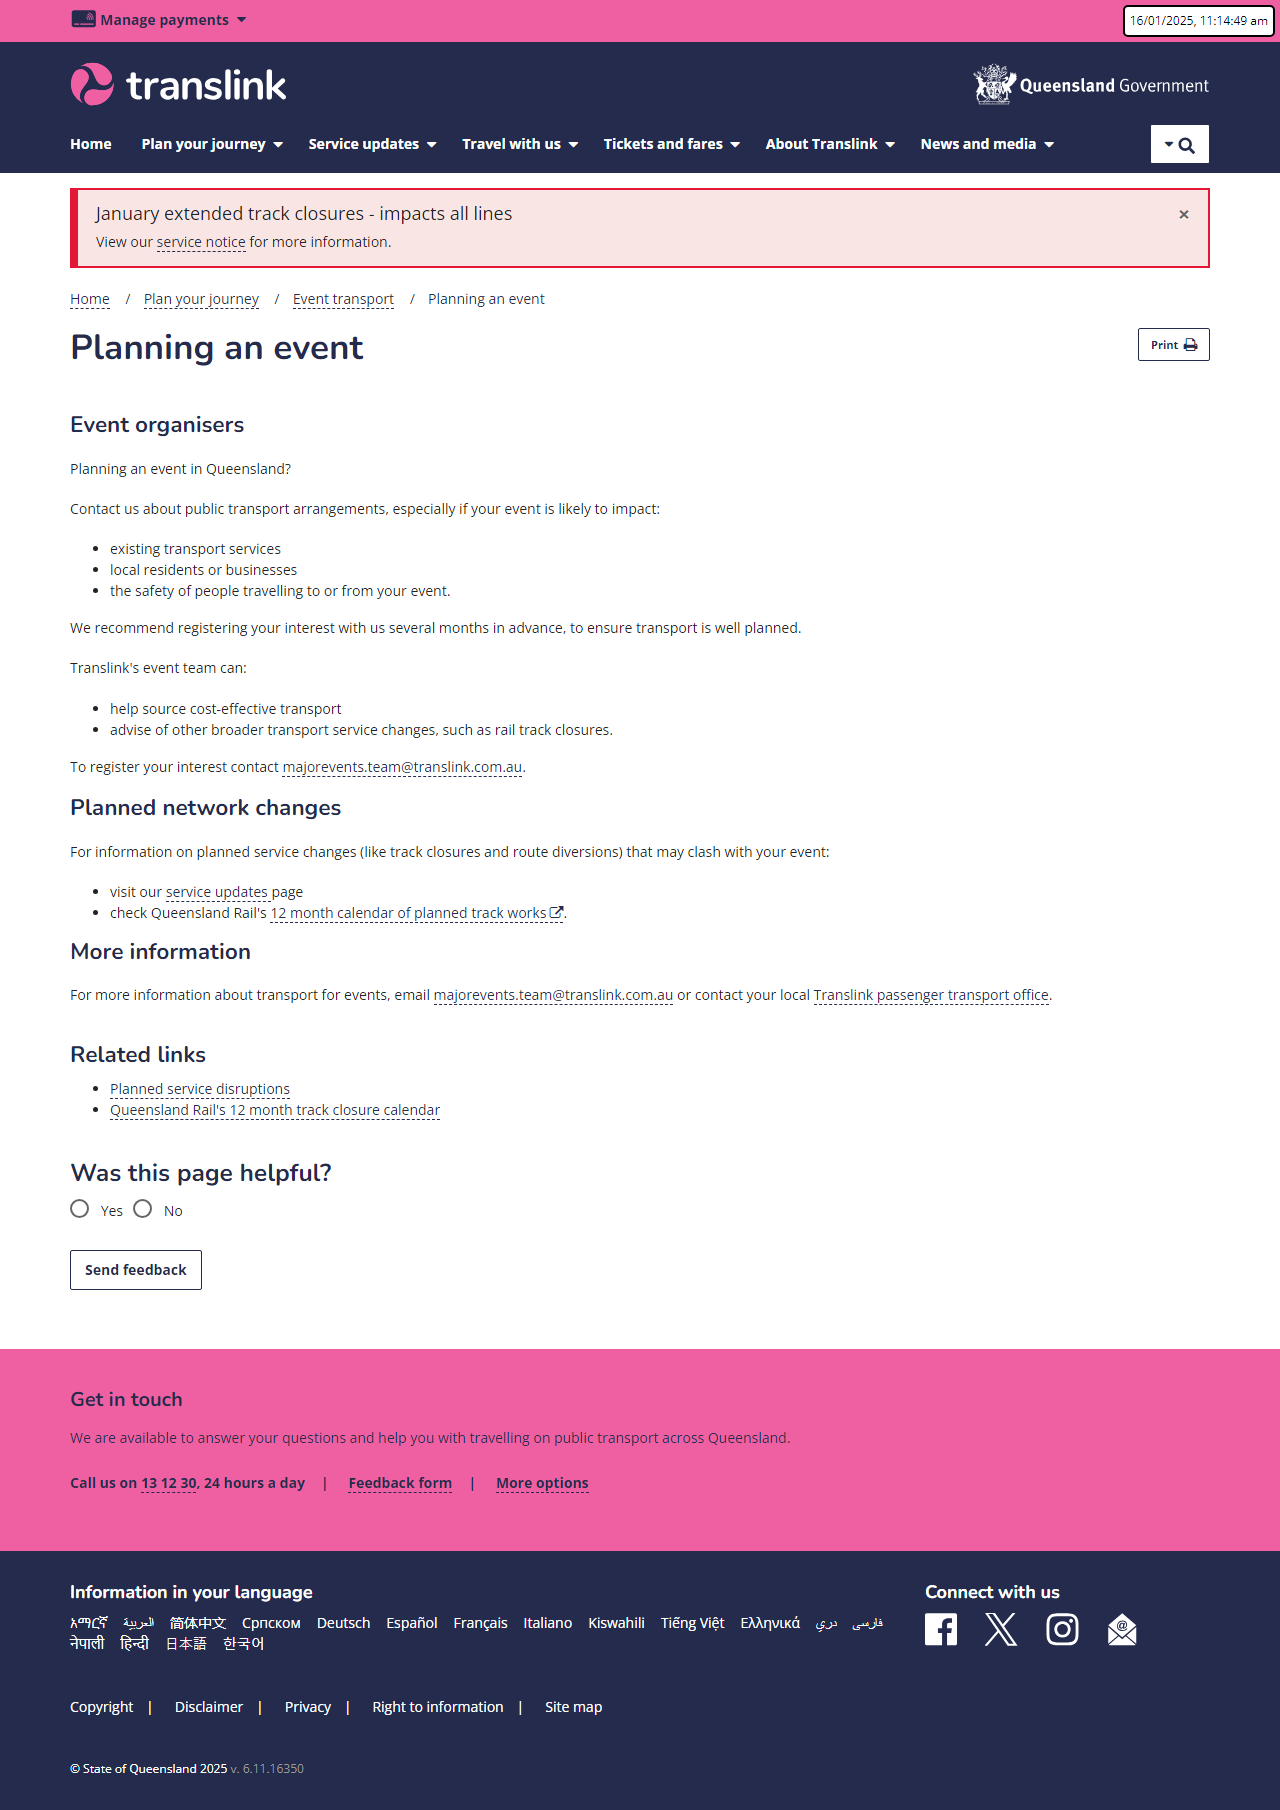 Manage payments
16/01/2025, 11:14:49 am
translink
Queensland Government
Home Plan your journey Service updates Travel with us Tickets and fares About Translink News and media
January extended track closures - impacts all lines
×
View our service notice for more information.
Home / Plan your journey / Event transport / Planning an event
Planning an event
Print
Event organisers
Planning an event in Queensland?
Contact us about public transport arrangements, especially if your event is likely to impact:
• existing transport services
• local residents or businesses
• the safety of people travelling to or from your event.
We recommend registering your interest with us several months in advance, to ensure transport is well planned.
Translink's event team can:
• help source cost-effective transport
• advise of other broader transport service changes, such as rail track closures.
To register your interest contact majorevents.team@translink.com.au.
Planned network changes
For information on planned service changes (like track closures and route diversions) that may clash with your event:
• visit our service updates page
• check Queensland Rail's 12 month calendar of planned track works.
More information
For more information about transport for events, email majorevents.team@translink.com.au or contact your local Translink passenger transport office.
Related links
• Planned service disruptions
• Queensland Rail's 12 month track closure calendar
Was this page helpful?
Yes No
Send feedback
Get in touch
We are available to answer your questions and help you with travelling on public transport across Queensland.
Call us on 13 12 30, 24 hours a day | Feedback form | More options
Information in your language
አማርኛ العربية 简体中文 Српском Deutsch Español Français Italiano Kiswahili Tiếng Việt Ελληνικά دري فارسی
नेपाली हिन्दी 日本語 한국어
Connect with us
Copyright | Disclaimer | Privacy | Right to information | Site map
© State of Queensland 2025 v. 6.11.16350